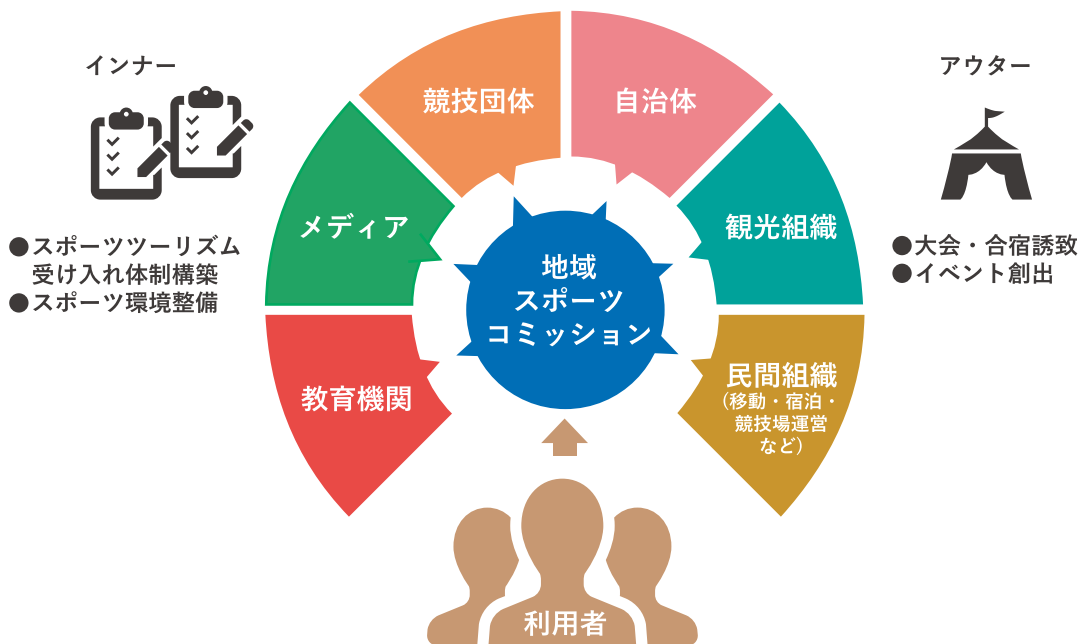 インナー
●スポーツツーリズム
受け入れ体制構築
●スポーツ環境整備
競技団体
自治体
メディア
観光組織
教育機関
民間組織
(移動・宿泊・
競技場運営
など)
地域
スポーツ
コミッション
利用者
アウター
●大会・合宿誘致
●イベント創出